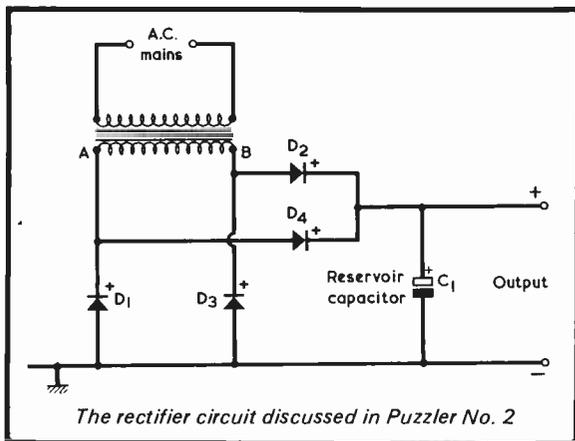 A.C.
mains
A
B
D2
+
D4
+
+
+
D1
+
D3
Reservoir
capacitor
+
C1
Output
−
The rectifier circuit discussed in Puzzler No. 2